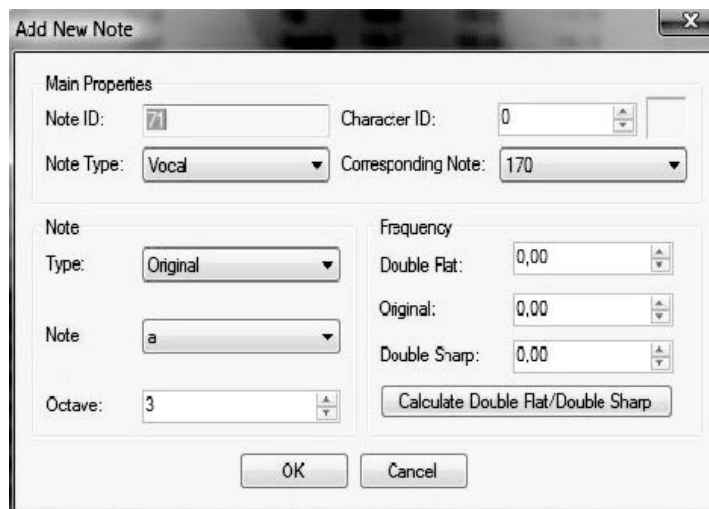 Add New Note
Main Properties
Note ID: 71 Character ID: 0
Note Type: Vocal Corresponding Note: 170
Note Frequency
Type: Original Double Flat: 0,00
Original: 0,00
Note a Double Sharp: 0,00
Octave: 3 Calculate Double Flat/Double Sharp
OK Cancel